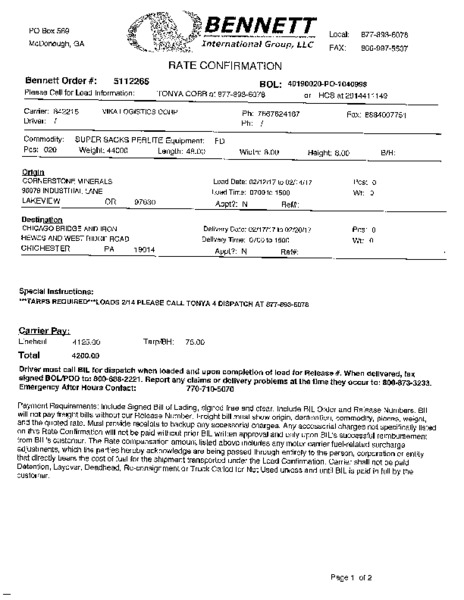 PO Box 569
McDonough, GA
BENNETT
International Group, LLC
Local: 877-893-6078
FAX:
RATE CONFIRMATION
Bennett Order #: 5112265
BOL:
Please Call for Load Information: TONYA CORR at 877-893-6078 or HCB at 2014411149
Carrier: 842215 VIKA LOGISTICS CORP Ph: 7867624167 Fax: 8884007751
Driver: / Ph: /
Commodity: SUPER SACKS PERLITE Equipment: FD
Pcs: 020 Weight: 44000 Length: 48.00 Width: 8.00 Height: 8.00 B/H:
Origin
CORNERSTONE MINERALS Load Date: 02/12/17 to 02/14/17 Pcs: 0
INDUSTRIAL LANE Load Time: 0700 to 1500 Wt: 0
LAKEVIEW OR 97630 Appt?: N Ref#:
Destination
CHICAGO BRIDGE AND IRON Delivery Date: 02/17/17 to 02/20/17 Pcs: 0
HEWDS AND WEST RIDGE ROAD Delivery Time: 0700 to 1500 Wt: 0
CHICHESTER PA 19014 Appt?: N Ref#:
Special Instructions:
***TARPS REQUIRED***LOADS 2/14 PLEASE CALL TONYA 4 DISPATCH AT 877-893-6078
Carrier Pay:
Linehaul 4125.00 Tarp/BH: 75.00
Total 4200.00
Driver must call BIL for dispatch when loaded and upon completion of load for Release #. When delivered, fax
signed BOL/POD to: 800-688-2221. Report any claims or delivery problems at the time they occur to: 800-873-3233.
Emergency After Hours Contact: 770-710-5070
Payment Requirements: Include Signed Bill of Lading, signed free and clear. Include BIL Order and Release Numbers. BIL
will not pay freight bills without our Release Number. Freight bill must show origin, destination, commodity, pieces, weight,
and the quoted rate. Must provide receipts to backup any accessorial charges. Any accessorial charges not specifically listed
on this Rate Confirmation will not be paid without prior BIL written approval and only upon BIL's successful reimbursement
from BIL's customer. The Rate compensation amount listed above includes any motor carrier fuel-related surcharge
adjustments, which the parties hereby acknowledge are being passed through entirely to the person, corporation or entity
that directly bears the cost of fuel for the shipment transported under the Load Confirmation. Carrier shall not be paid
Detention, Layover, Deadhead, Re-consignment or Truck Called for Not Used unless and until BIL is paid in full by the
customer.
Page 1 of 2